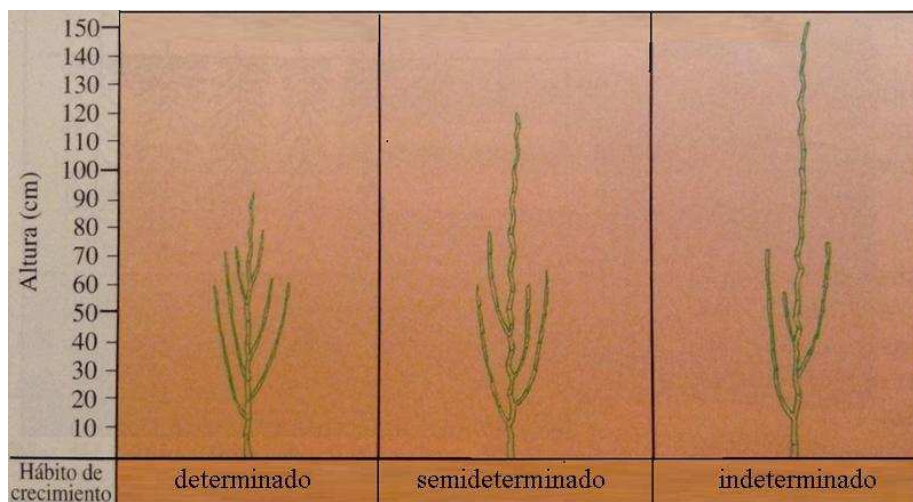 150
140
130
120
110
100
90
80
70
60
50
40
30
20
10
Altura (cm)
Hábito de
crecimiento
determinado
semideterminado
indeterminado